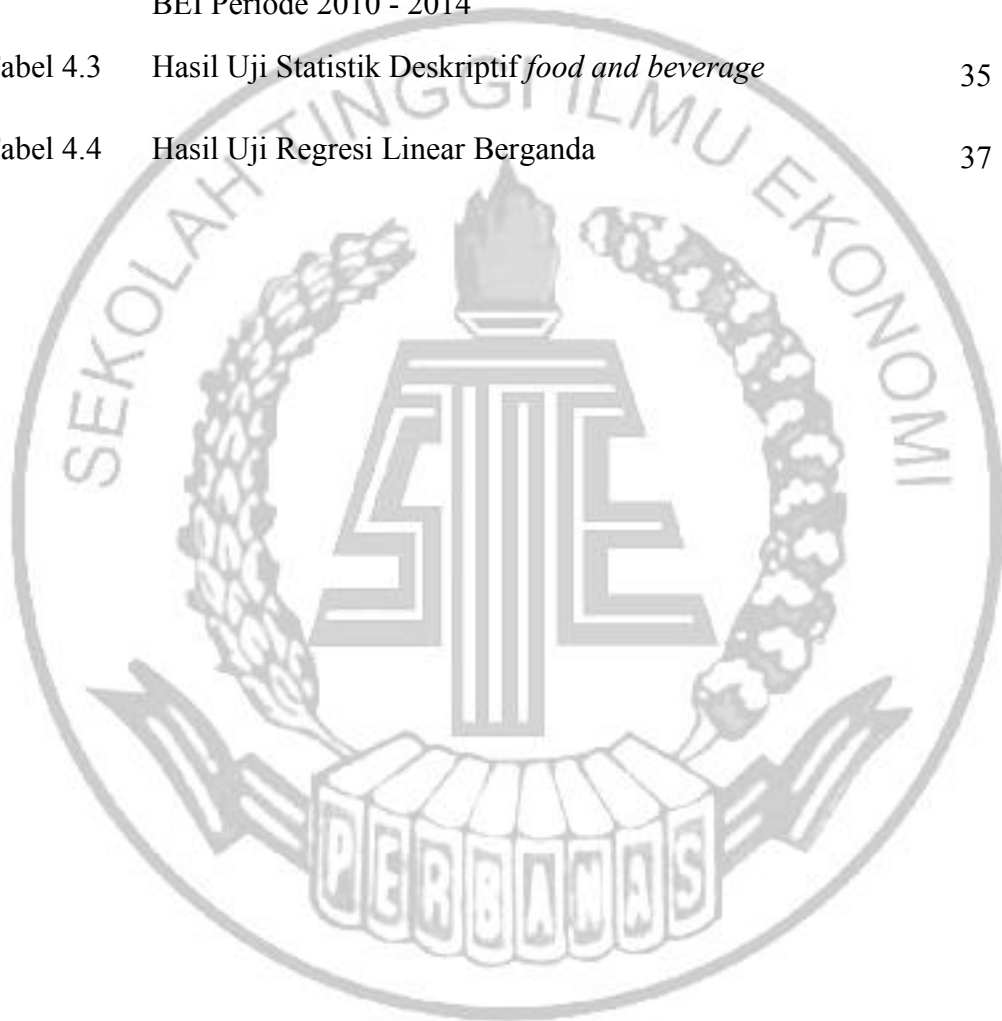 BEI Periode 2010 - 2014
abel 4.3 Hasil Uji Statistik Deskriptif food and beverage 35
abel 4.4 Hasil Uji Regresi Linear Berganda 37
SEKOLAH TINGGI ILMU EKONOMI
STIE
PERBANAS